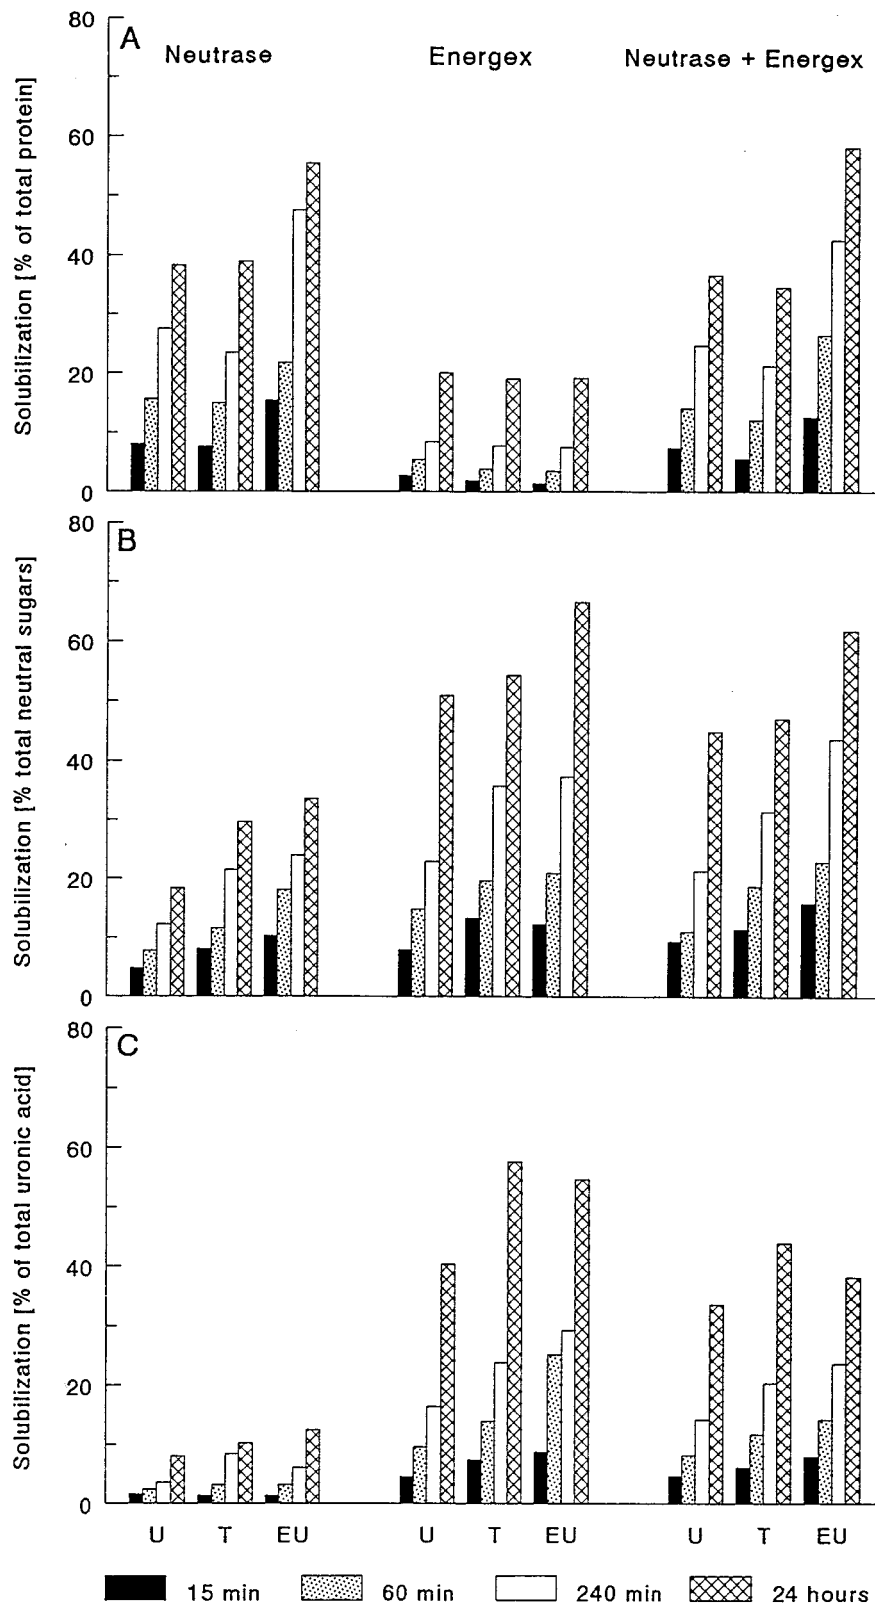 A
Neutrase Energex Neutrase + Energex
Solubilization [% of total protein]
80
60
40
20
0
B
Solubilization [% total neutral sugars]
80
60
40
20
0
C
Solubilization [% of total uronic acid]
80
60
40
20
0
U T EU U T EU U T EU
15 min 60 min 240 min 24 hours